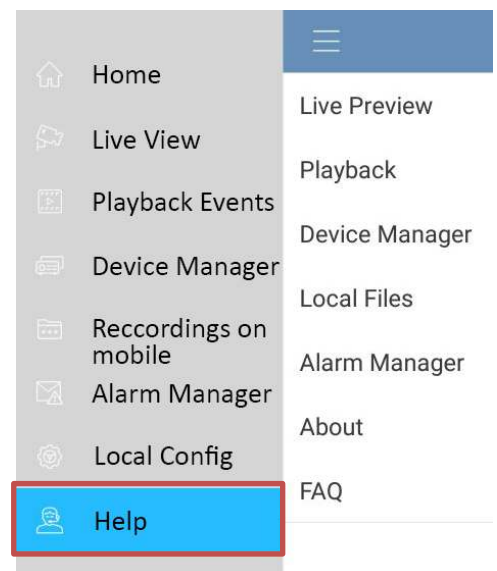 Home
Live View
Playback Events
Device Manager
Reccordings on
mobile
Alarm Manager
Local Config
Help
Live Preview
Playback
Device Manager
Local Files
Alarm Manager
About
FAQ